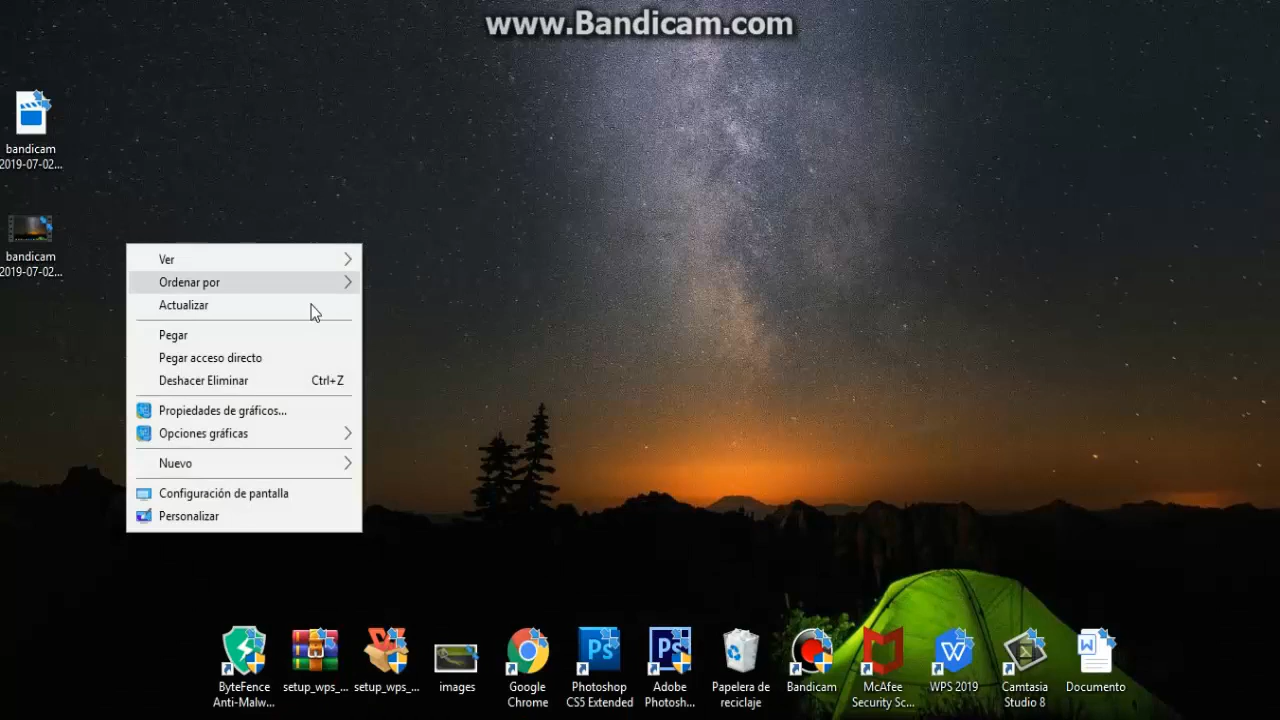 www.Bandicam.com
bandicam
2019-07-02...
bandicam
2019-07-02...
Ver
Ordenar por
Actualizar
Pegar
Pegar acceso directo
Deshacer Eliminar Ctrl+Z
Propiedades de gráficos...
Opciones gráficas
Nuevo
Configuración de pantalla
Personalizar
ByteFence
Anti-Malw...
setup_wps_...
setup_wps_...
images
Google
Chrome
Photoshop
CS5 Extended
Adobe
Photosh...
Papelera de
reciclaje
Bandicam
McAfee
Security Sc...
WPS 2019
Camtasia
Studio 8
Documento